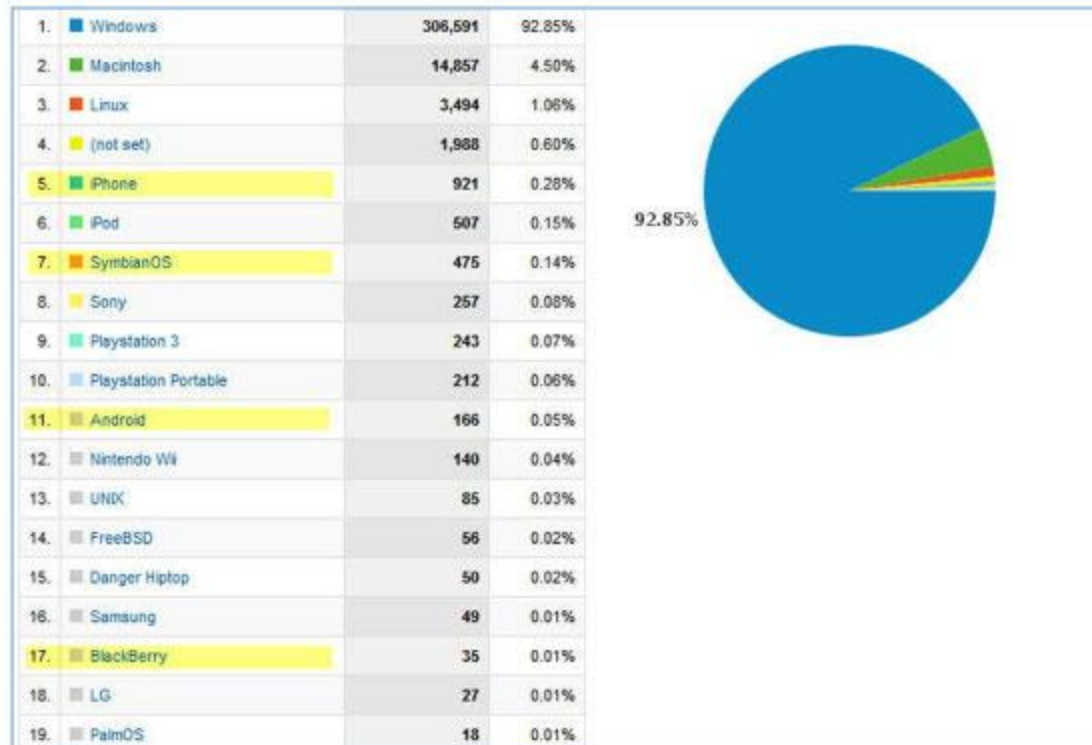 1. Windows 306,591 92.85%
2. Macintosh 14,857 4.50%
3. Linux 3,494 1.06%
4. (not set) 1,988 0.60%
5. iPhone 921 0.28%
6. iPod 507 0.15%
7. SymbianOS 475 0.14%
8. Sony 257 0.08%
9. Playstation 3 243 0.07%
10. Playstation Portable 212 0.06%
11. Android 166 0.05%
12. Nintendo Wii 140 0.04%
13. UNIX 85 0.03%
14. FreeBSD 56 0.02%
15. Danger Hiptop 50 0.02%
16. Samsung 49 0.01%
17. BlackBerry 35 0.01%
18. LG 27 0.01%
19. PalmOS 18 0.01%
92.85%